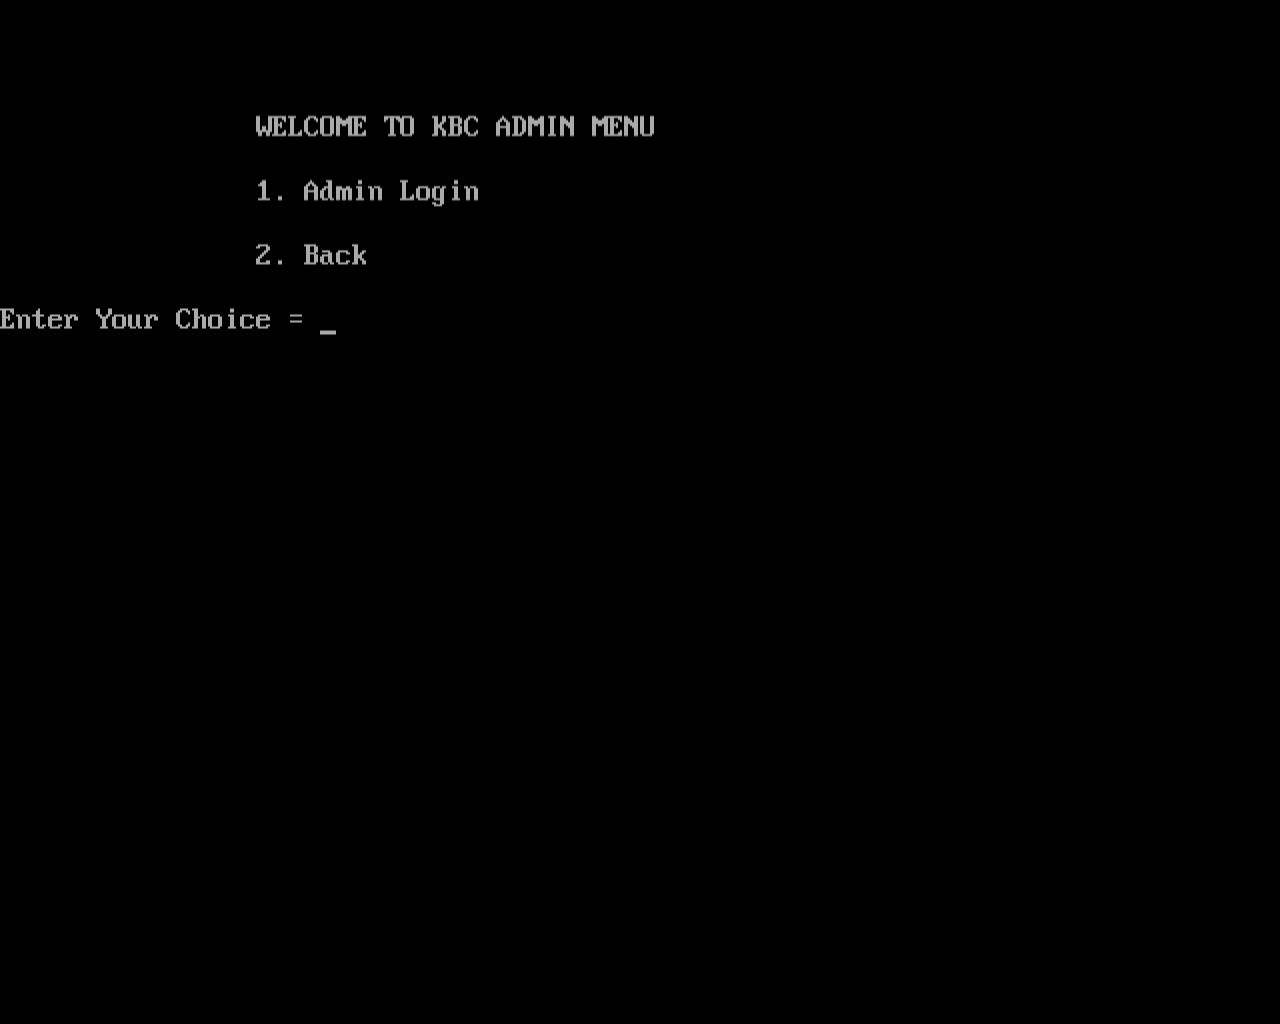 WELCOME TO KBC ADMIN MENU
1. Admin Login
2. Back
Enter Your Choice = _